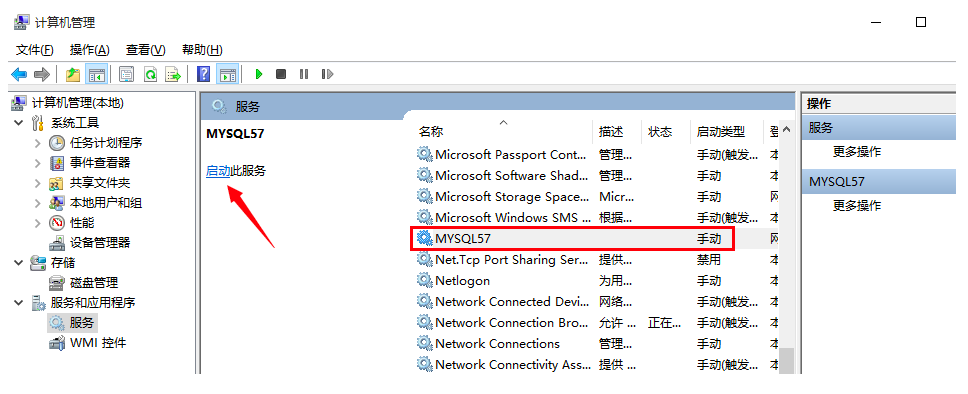 计算机管理
文件(F) 操作(A) 查看(V) 帮助(H)
计算机管理(本地)
系统工具
任务计划程序
事件查看器
共享文件夹
本地用户和组
性能
设备管理器
存储
磁盘管理
服务和应用程序
服务
WMI 控件
服务
MYSQL57
启动此服务
名称 描述 状态 启动类型
Microsoft Passport Cont... 管理... 手动(触发... 本
Microsoft Software Shad... 管理... 手动 本
Microsoft Storage Space... Micr... 手动 网
Microsoft Windows SMS ... 根据... 手动(触发... 本
MYSQL57 手动 网
Net.Tcp Port Sharing Ser... 提供... 禁用 本
Netlogon 为用... 手动 本
Network Connected Devi... 网络... 手动(触发... 本
Network Connection Bro... 允许 ... 正在... 手动(触发... 本
Network Connections 管理... 手动 本
Network Connectivity Ass... 提供 ... 手动(触发... 本
操作
服务
更多操作
MYSQL57
更多操作